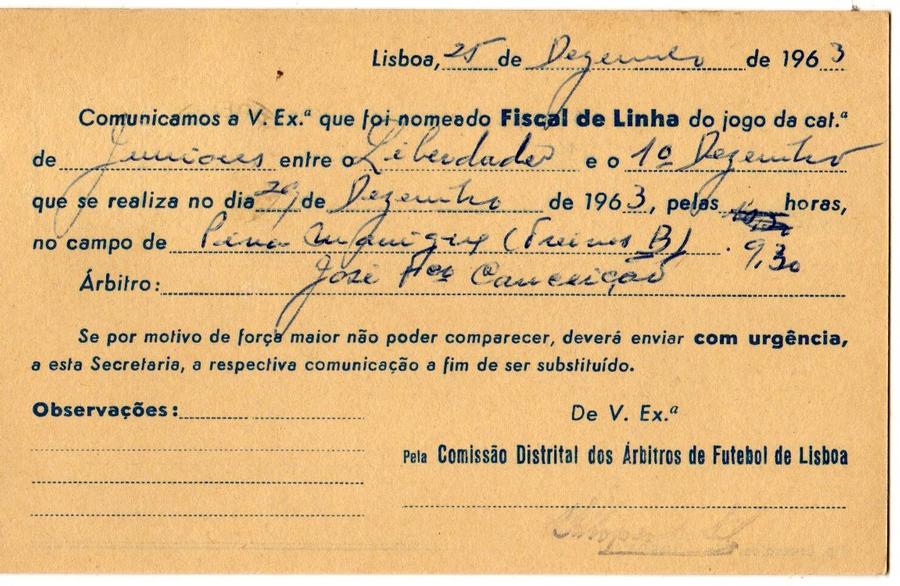 Lisboa, 25 de Dezembro de 1963
Comunicamos a V. Ex.ª que foi nomeado Fiscal de Linha do jogo da cat.ª
de Juniores entre o Liberdade e o 1º Dezembro
que se realiza no dia 29 de Dezembro de 1963, pelas horas,
no campo de Pina Manique (Treinos B) . 9,30
Árbitro: José Conceição
Se por motivo de força maior não poder comparecer, deverá enviar com urgência,
a esta Secretaria, a respectiva comunicação a fim de ser substituído.
Observações:
De V. Ex.ª
Pela Comissão Distrital dos Árbitros de Futebol de Lisboa